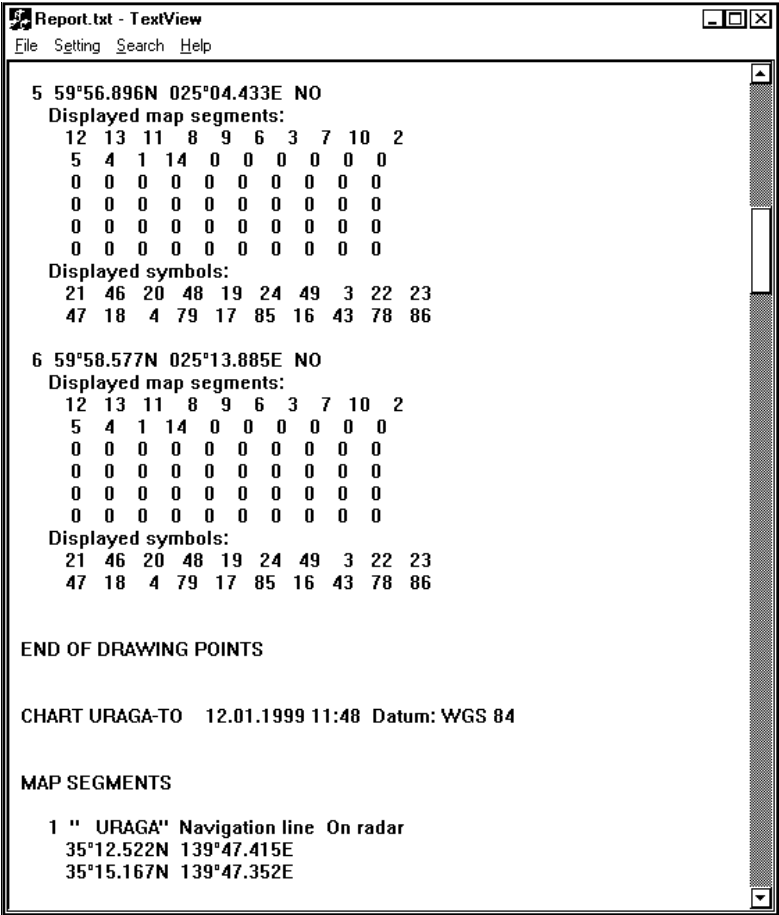 Report.txt - TextView
File Setting Search Help
5 59°56.896N 025°04.433E NO
Displayed map segments:
12 13 11 8 9 6 3 7 10 2
5 4 1 14 0 0 0 0 0 0
0 0 0 0 0 0 0 0 0 0
0 0 0 0 0 0 0 0 0 0
0 0 0 0 0 0 0 0 0 0
0 0 0 0 0 0 0 0 0 0
Displayed symbols:
21 46 20 48 19 24 49 3 22 23
47 18 4 79 17 85 16 43 78 86
6 59°58.577N 025°13.885E NO
Displayed map segments:
12 13 11 8 9 6 3 7 10 2
5 4 1 14 0 0 0 0 0 0
0 0 0 0 0 0 0 0 0 0
0 0 0 0 0 0 0 0 0 0
0 0 0 0 0 0 0 0 0 0
0 0 0 0 0 0 0 0 0 0
Displayed symbols:
21 46 20 48 19 24 49 3 22 23
47 18 4 79 17 85 16 43 78 86
END OF DRAWING POINTS
CHART URAGA-TO 12.01.1999 11:48 Datum: WGS 84
MAP SEGMENTS
1 " URAGA" Navigation line On radar
35°12.522N 139°47.415E
35°15.167N 139°47.352E